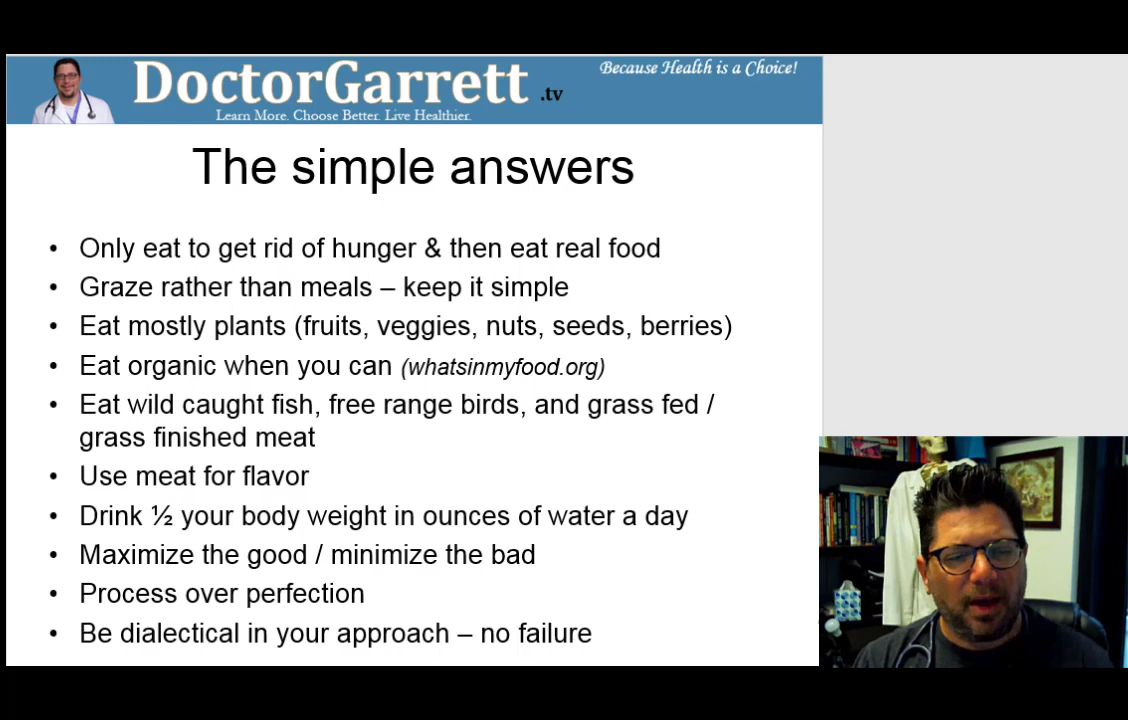 DoctorGarrett .tv
Because Health is a Choice!
Learn More. Choose Better. Live Healthier.
The simple answers
• Only eat to get rid of hunger & then eat real food
• Graze rather than meals – keep it simple
• Eat mostly plants (fruits, veggies, nuts, seeds, berries)
• Eat organic when you can (whatsinmyfood.org)
• Eat wild caught fish, free range birds, and grass fed /
grass finished meat
• Use meat for flavor
• Drink ½ your body weight in ounces of water a day
• Maximize the good / minimize the bad
• Process over perfection
• Be dialectical in your approach – no failure